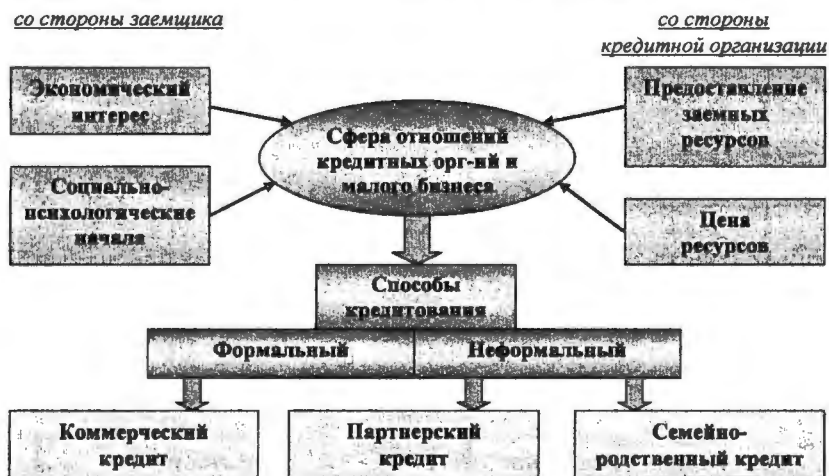 со стороны заемщика
со стороны
кредитной организации
Экономический
интерес
Социально-
психологические
начала
Сфера отношений
кредитных орг-ий и
малого бизнеса
Предоставление
заемных
ресурсов
Цена
ресурсов
Способы
кредитования
Формальный
Неформальный
Коммерческий
кредит
Партнерский
кредит
Семейно-
родственный кредит